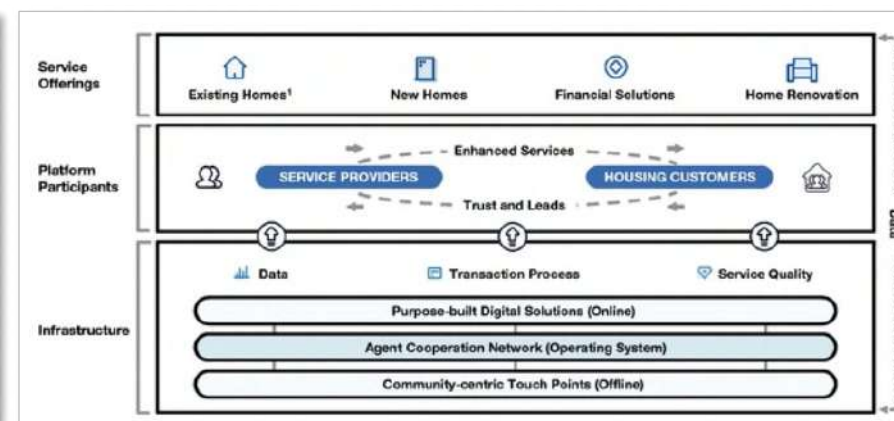 Service
Offerings
Existing Homes¹
New Homes
Financial Solutions
Home Renovation
Platform
Participants
Enhanced Services
SERVICE PROVIDERS
HOUSING CUSTOMERS
Trust and Leads
Infrastructure
Data
Transaction Process
Service Quality
Purpose-built Digital Solutions (Online)
Agent Cooperation Network (Operating System)
Community-centric Touch Points (Offline)